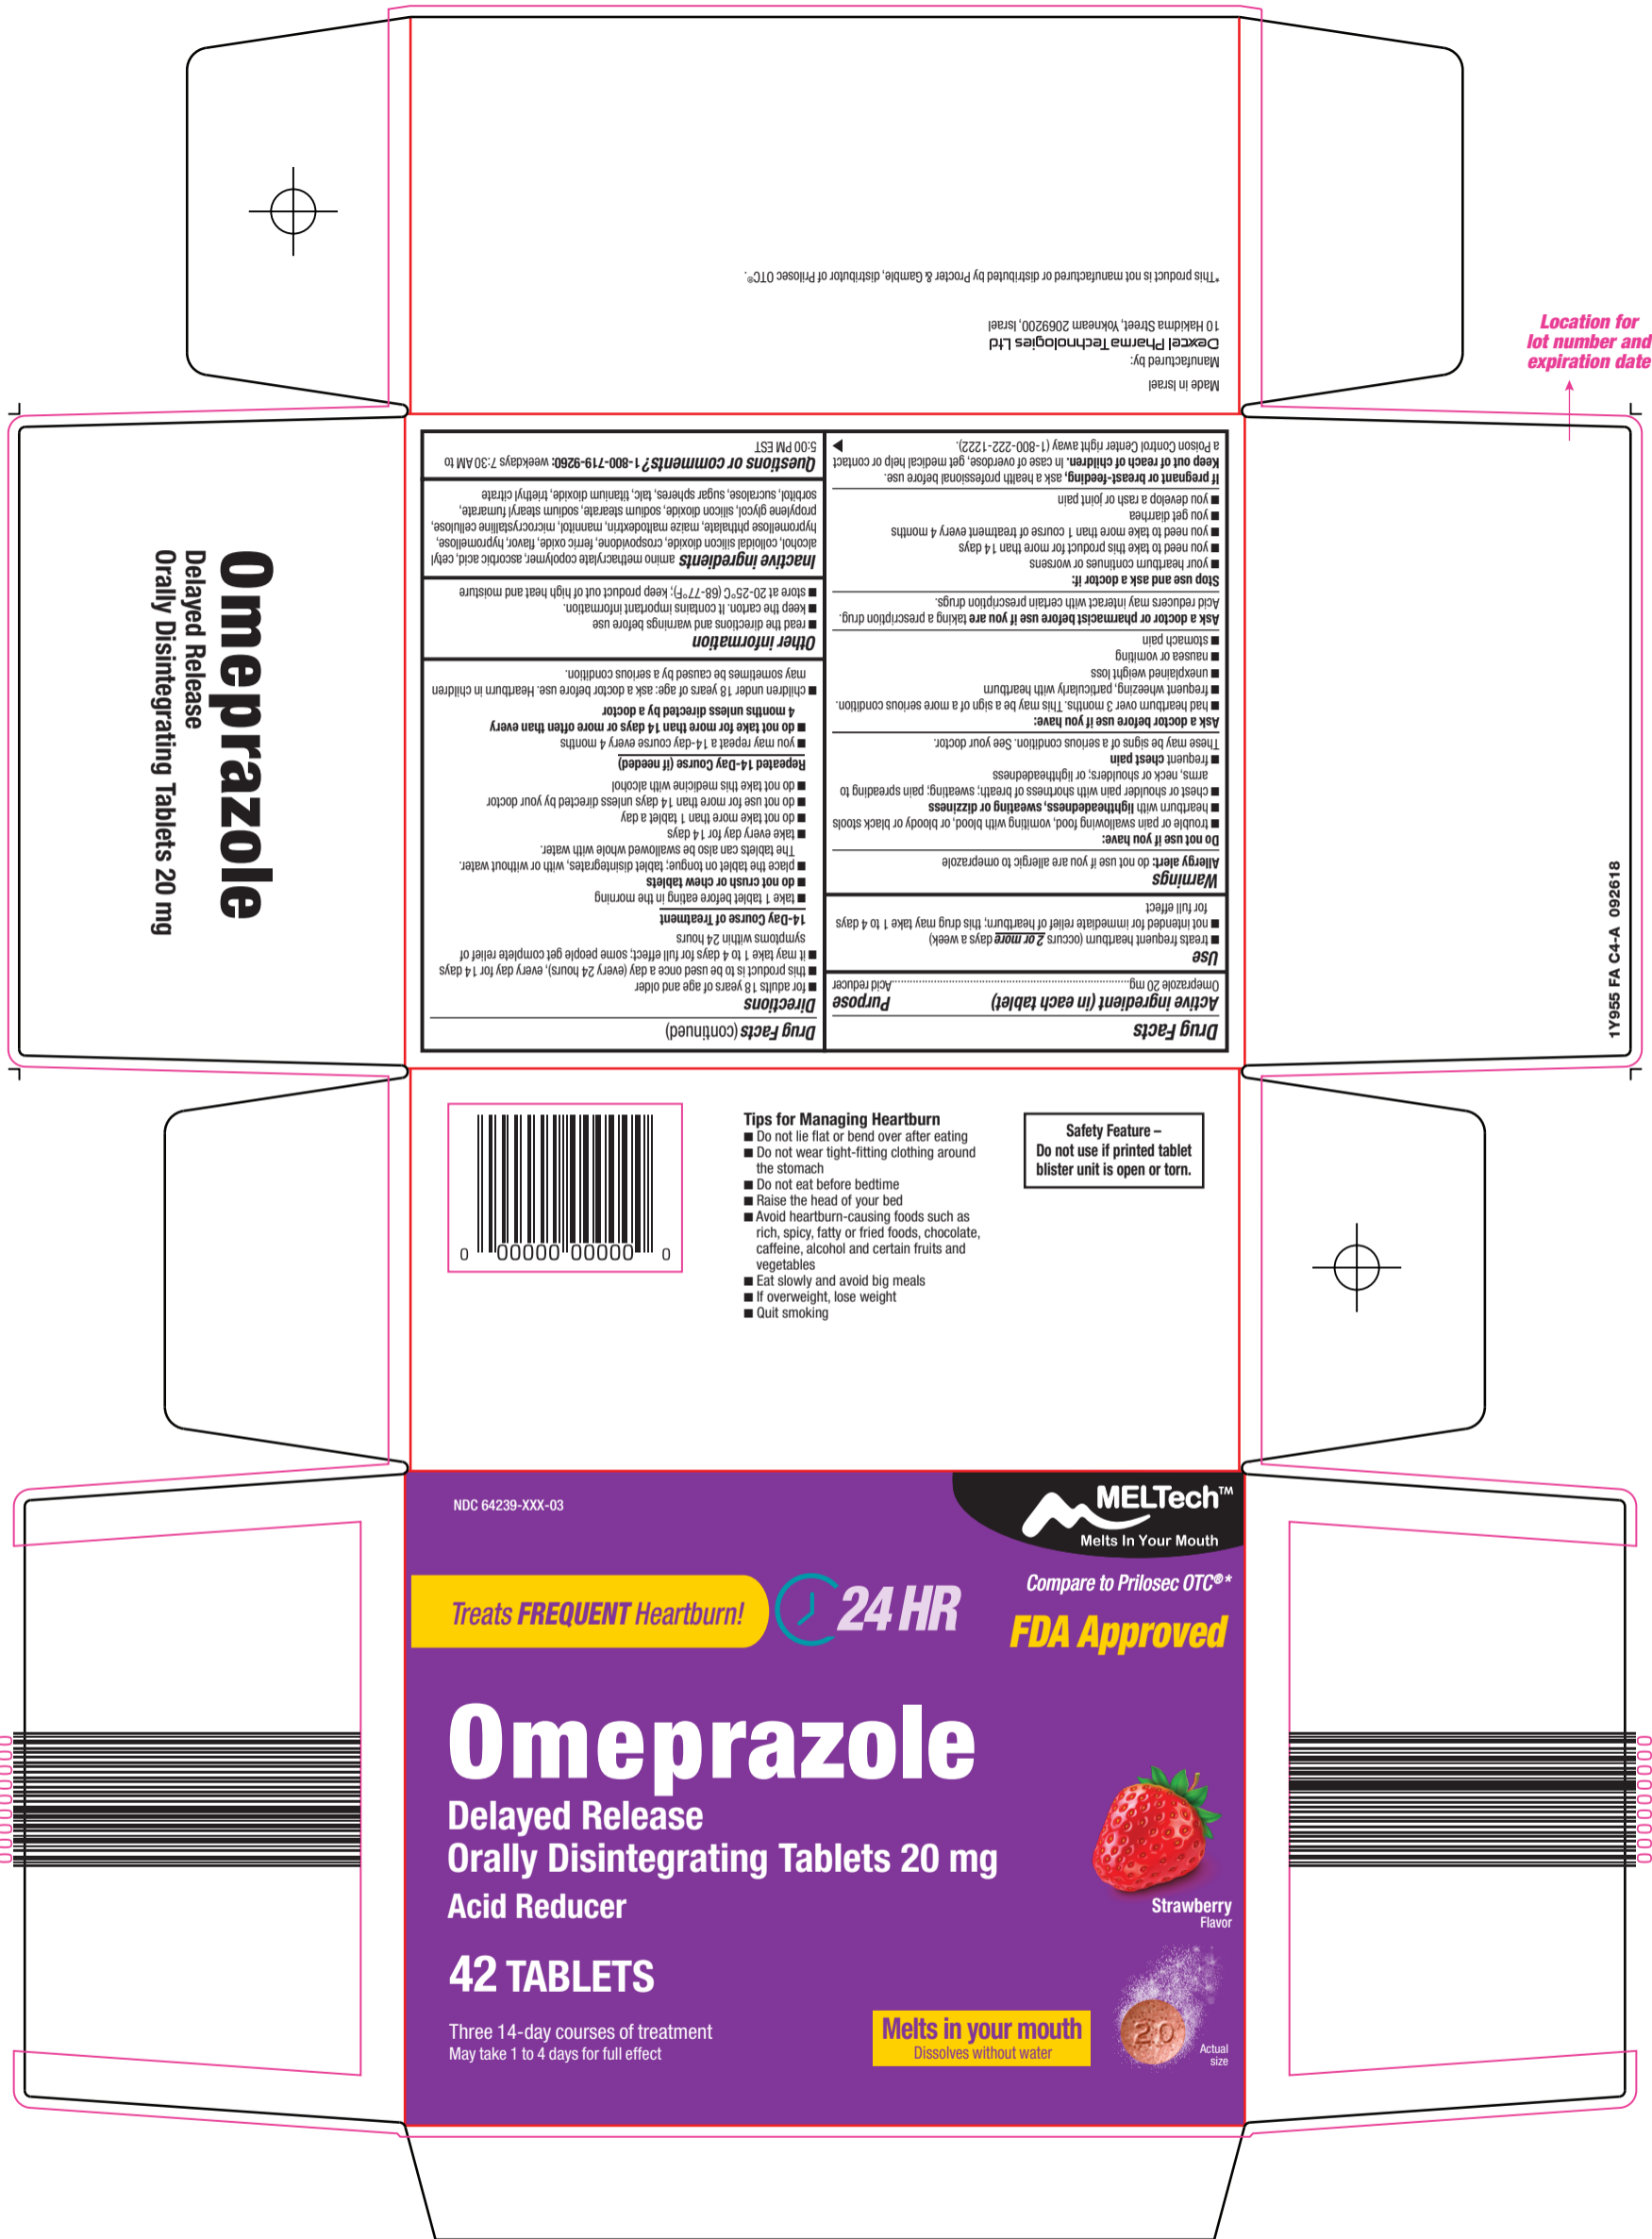 *This product is not manufactured or distributed by Procter & Gamble, distributor of Prilosec OTC®.
Made in Israel
Manufactured by:
Dexcel Pharma Technologies Ltd
10 Hakidma Street, Yokneam 2069200, Israel
Location for
lot number and
expiration date
Omeprazole
Delayed Release
Orally Disintegrating Tablets 20 mg
Drug Facts
Active ingredient (in each tablet) Purpose
Omeprazole 20 mg................Acid reducer
Use
■ treats frequent heartburn (occurs 2 or more days a week)
■ not intended for immediate relief of heartburn; this drug may take 1 to 4 days
for full effect
Warnings
Allergy alert: do not use if you are allergic to omeprazole
Do not use if you have:
■ trouble or pain swallowing food, vomiting with blood, or bloody or black stools
■ heartburn with lightheadedness, sweating or dizziness
■ chest or shoulder pain with shortness of breath; sweating; pain spreading to
arms, neck or shoulders; or lightheadedness
■ frequent chest pain
These may be signs of a serious condition. See your doctor.
Ask a doctor before use if you have:
■ had heartburn over 3 months. This may be a sign of a more serious condition.
■ frequent wheezing, particularly with heartburn
■ unexplained weight loss
■ nausea or vomiting
■ stomach pain
Ask a doctor or pharmacist before use if you are taking a prescription drug.
Acid reducers may interact with certain prescription drugs.
Stop use and ask a doctor if:
■ your heartburn continues or worsens
■ you need to take this product for more than 14 days
■ you need to take more than 1 course of treatment every 4 months
■ you get diarrhea
■ you develop a rash or joint pain
If pregnant or breast-feeding, ask a health professional before use.
Keep out of reach of children. In case of overdose, get medical help or contact
a Poison Control Center right away (1-800-222-1222).
Drug Facts (continued)
Directions
■ for adults 18 years of age and older
■ this product is to be used once a day (every 24 hours), every day for 14 days
■ it may take 1 to 4 days for full effect; some people get complete relief of
symptoms within 24 hours
14-Day Course of Treatment
■ take 1 tablet before eating in the morning
■ do not crush or chew tablets
■ place the tablet on tongue; tablet disintegrates, with or without water.
The tablets can also be swallowed whole with water.
■ take every day for 14 days
■ do not take more than 1 tablet a day
■ do not use for more than 14 days unless directed by your doctor
■ do not take this medicine with alcohol
Repeated 14-Day Course (if needed)
■ you may repeat a 14-day course every 4 months
■ do not take for more than 14 days or more often than every
4 months unless directed by a doctor
■ children under 18 years of age: ask a doctor before use. Heartburn in children
may sometimes be caused by a serious condition.
Other information
■ read the directions and warnings before use
■ keep the carton. It contains important information.
■ store at 20-25°C (68-77°F); keep product out of high heat and moisture
Inactive ingredients amino methacrylate copolymer, ascorbic acid, cetyl
alcohol, colloidal silicon dioxide, crospovidone, ferric oxide, flavor, hypromellose,
hypromellose phthalate, maize maltodextrin, mannitol, microcrystalline cellulose,
propylene glycol, silicon dioxide, sodium stearate, sodium stearyl fumarate,
sorbitol, sucralose, sugar spheres, talc, titanium dioxide, triethyl citrate
Questions or comments? 1-800-719-9260: weekdays 7:30 AM to
5:00 PM EST
1Y955 FA C4-A 092618
0 00000 00000 0
Tips for Managing Heartburn
■ Do not lie flat or bend over after eating
■ Do not wear tight-fitting clothing around
the stomach
■ Do not eat before bedtime
■ Raise the head of your bed
■ Avoid heartburn-causing foods such as
rich, spicy, fatty or fried foods, chocolate,
caffeine, alcohol and certain fruits and
vegetables
■ Eat slowly and avoid big meals
■ If overweight, lose weight
■ Quit smoking
Safety Feature –
Do not use if printed tablet
blister unit is open or torn.
NDC 64239-XXX-03
MELTech™
Melts In Your Mouth
Treats FREQUENT Heartburn!
24 HR
Compare to Prilosec OTC®*
FDA Approved
Omeprazole
Delayed Release
Orally Disintegrating Tablets 20 mg
Acid Reducer
Strawberry
Flavor
42 TABLETS
Three 14-day courses of treatment
May take 1 to 4 days for full effect
Melts in your mouth
Dissolves without water
20
Actual
size